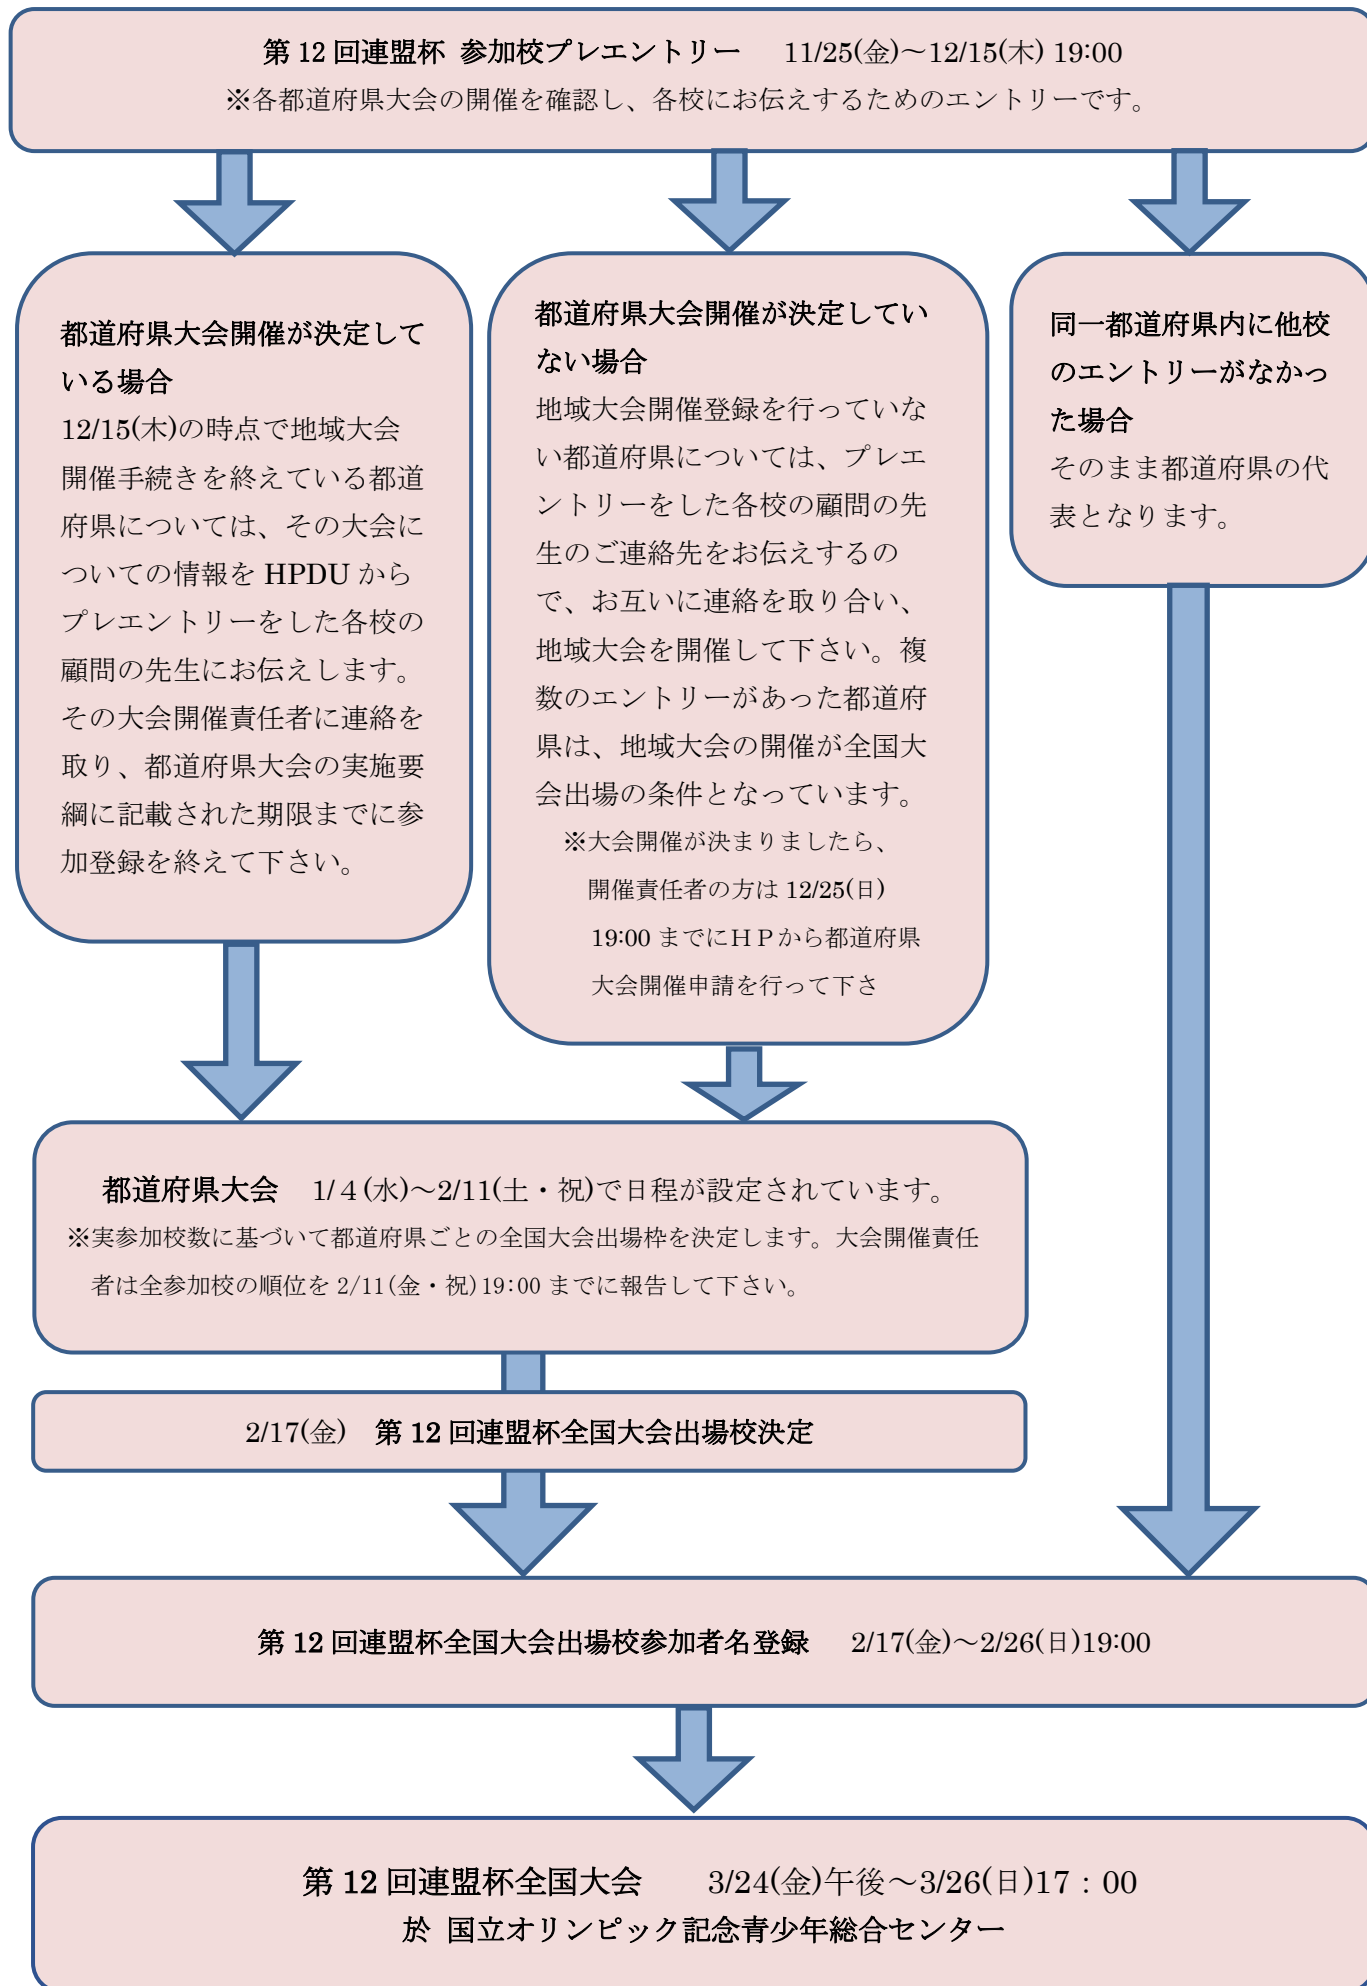 第 12 回連盟杯 参加校プレエントリー　11/25(金)～12/15(木) 19:00
※各都道府県大会の開催を確認し、各校にお伝えするためのエントリーです。
都道府県大会開催が決定して
いる場合
12/15(木)の時点で地域大会
開催手続きを終えている都道
府県については、その大会に
ついての情報を HPDU から
プレエントリーをした各校の
顧問の先生にお伝えします。
その大会開催責任者に連絡を
取り、都道府県大会の実施要
綱に記載された期限までに参
加登録を終えて下さい。
都道府県大会開催が決定してい
ない場合
地域大会開催登録を行っていな
い都道府県については、プレエ
ントリーをした各校の顧問の先
生のご連絡先をお伝えするの
で、お互いに連絡を取り合い、
地域大会を開催して下さい。複
数のエントリーがあった都道府
県は、地域大会の開催が全国大
会出場の条件となっています。
※大会開催が決まりましたら、
開催責任者の方は 12/25(日)
19:00 までにＨＰから都道府県
大会開催申請を行って下さ
同一都道府県内に他校
のエントリーがなかっ
た場合
そのまま都道府県の代
表となります。
都道府県大会　1/４(水)～2/11(土・祝)で日程が設定されています。
※実参加校数に基づいて都道府県ごとの全国大会出場枠を決定します。大会開催責任
者は全参加校の順位を 2/11(金・祝)19:00 までに報告して下さい。
2/17(金)　第 12 回連盟杯全国大会出場校決定
第 12 回連盟杯全国大会出場校参加者名登録　2/17(金)～2/26(日)19:00
第 12 回連盟杯全国大会　3/24(金)午後～3/26(日)17：00
於 国立オリンピック記念青少年総合センター